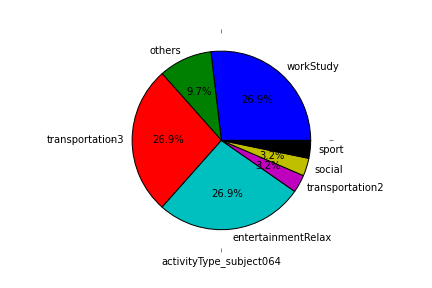 others
workStudy
9.7%
26.9%
transportation3
26.9%
sport
3.2%
social
3.2%
transportation2
26.9%
entertainmentRelax
activityType_subject064